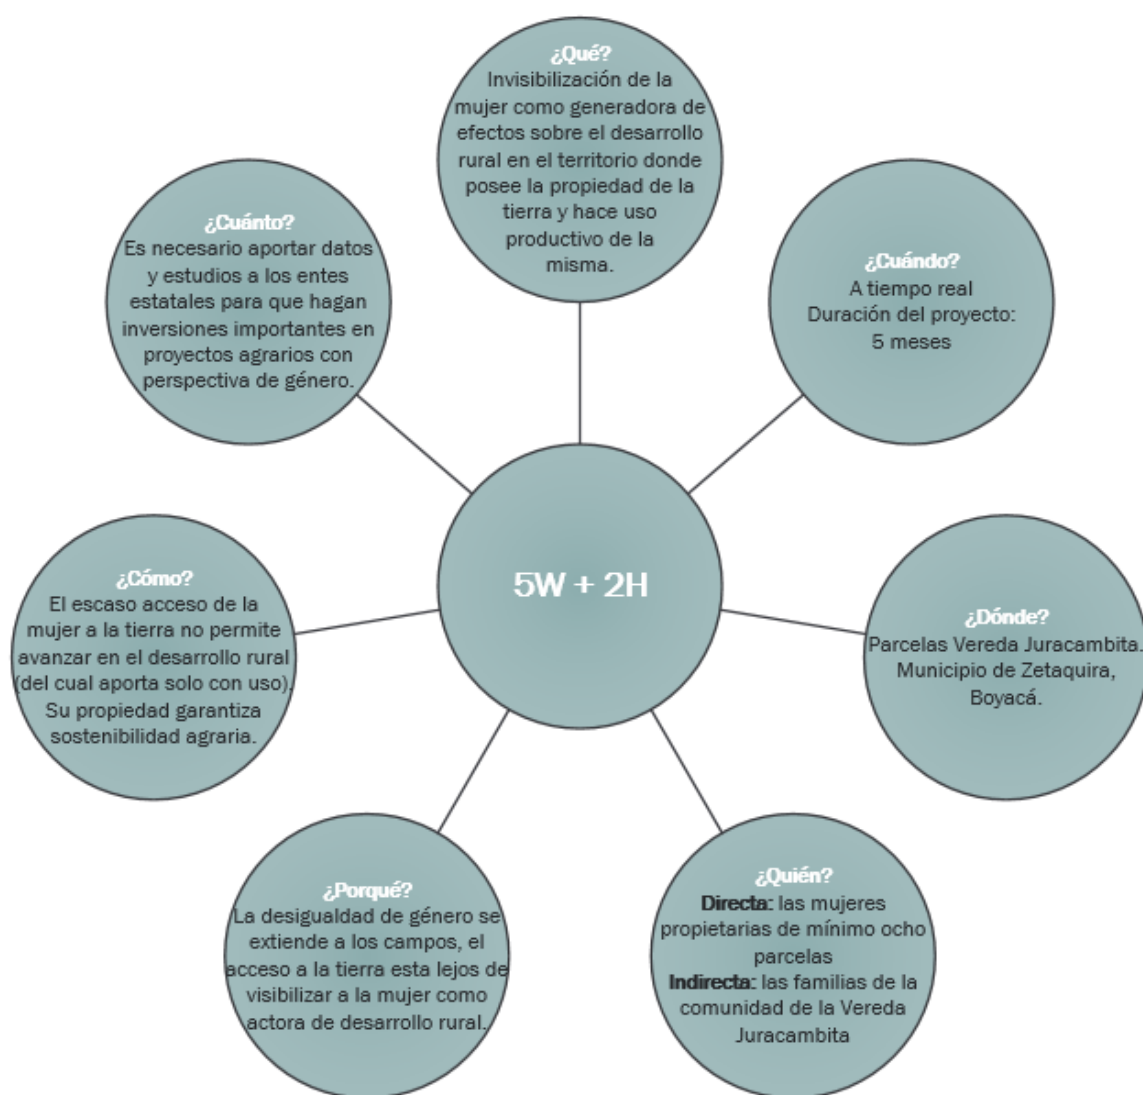 ¿Qué?
Invisibilización de la
mujer como generadora de
efectos sobre el desarrollo
rural en el territorio donde
posee la propiedad de la
tierra y hace uso
productivo de la
misma.
¿Cuánto?
Es necesario aportar datos
y estudios a los entes
estatales para que hagan
inversiones importantes en
proyectos agrarios con
perspectiva de género.
¿Cuándo?
A tiempo real
Duración del proyecto:
5 meses
5W + 2H
¿Cómo?
El escaso acceso de la
mujer a la tierra no permite
avanzar en el desarrollo rural
(del cual aporta solo con uso).
Su propiedad garantiza
sostenibilidad agraria.
¿Dónde?
Parcelas Vereda Juracambita.
Municipio de Zetaquira,
Boyacá.
¿Porqué?
La desigualdad de género se
extiende a los campos, el
acceso a la tierra esta lejos de
visibilizar a la mujer como
actora de desarrollo rural.
¿Quién?
Directa: las mujeres
propietarias de mínimo ocho
parcelas
Indirecta: las familias de la
comunidad de la Vereda
Juracambita